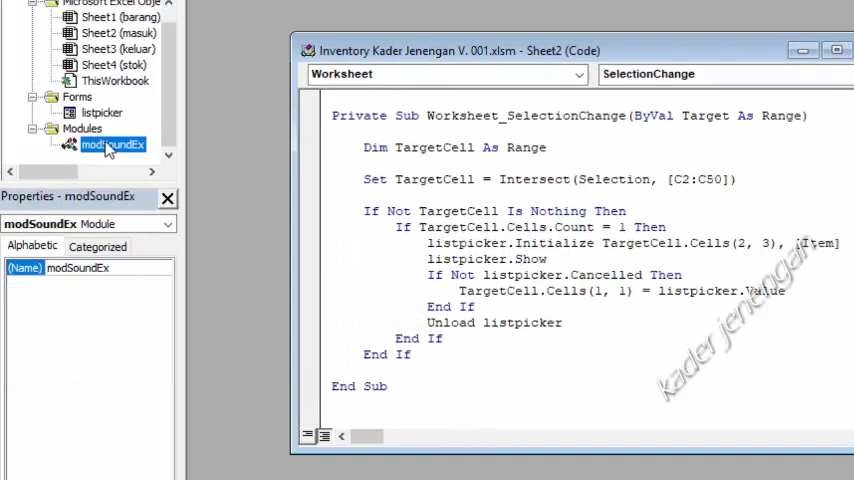 Microsoft Excel Obje
Sheet1 (barang)
Sheet2 (masuk)
Sheet3 (keluar)
Sheet4 (stok)
ThisWorkbook
Forms
listpicker
Modules
modSoundEx
Properties - modSoundEx
modSoundEx Module
Alphabetic Categorized
(Name) modSoundEx
Inventory Kader Jenengan V. 001.xlsm - Sheet2 (Code)
Worksheet SelectionChange
Private Sub Worksheet_SelectionChange(ByVal Target As Range)
Dim TargetCell As Range
Set TargetCell = Intersect(Selection, [C2:C50])
If Not TargetCell Is Nothing Then
If TargetCell.Cells.Count = 1 Then
listpicker.Initialize TargetCell.Cells(2, 3), [Item]
listpicker.Show
If Not listpicker.Cancelled Then
TargetCell.Cells(1, 1) = listpicker.Value
End If
Unload listpicker
End If
End If
End Sub
kader jenengan